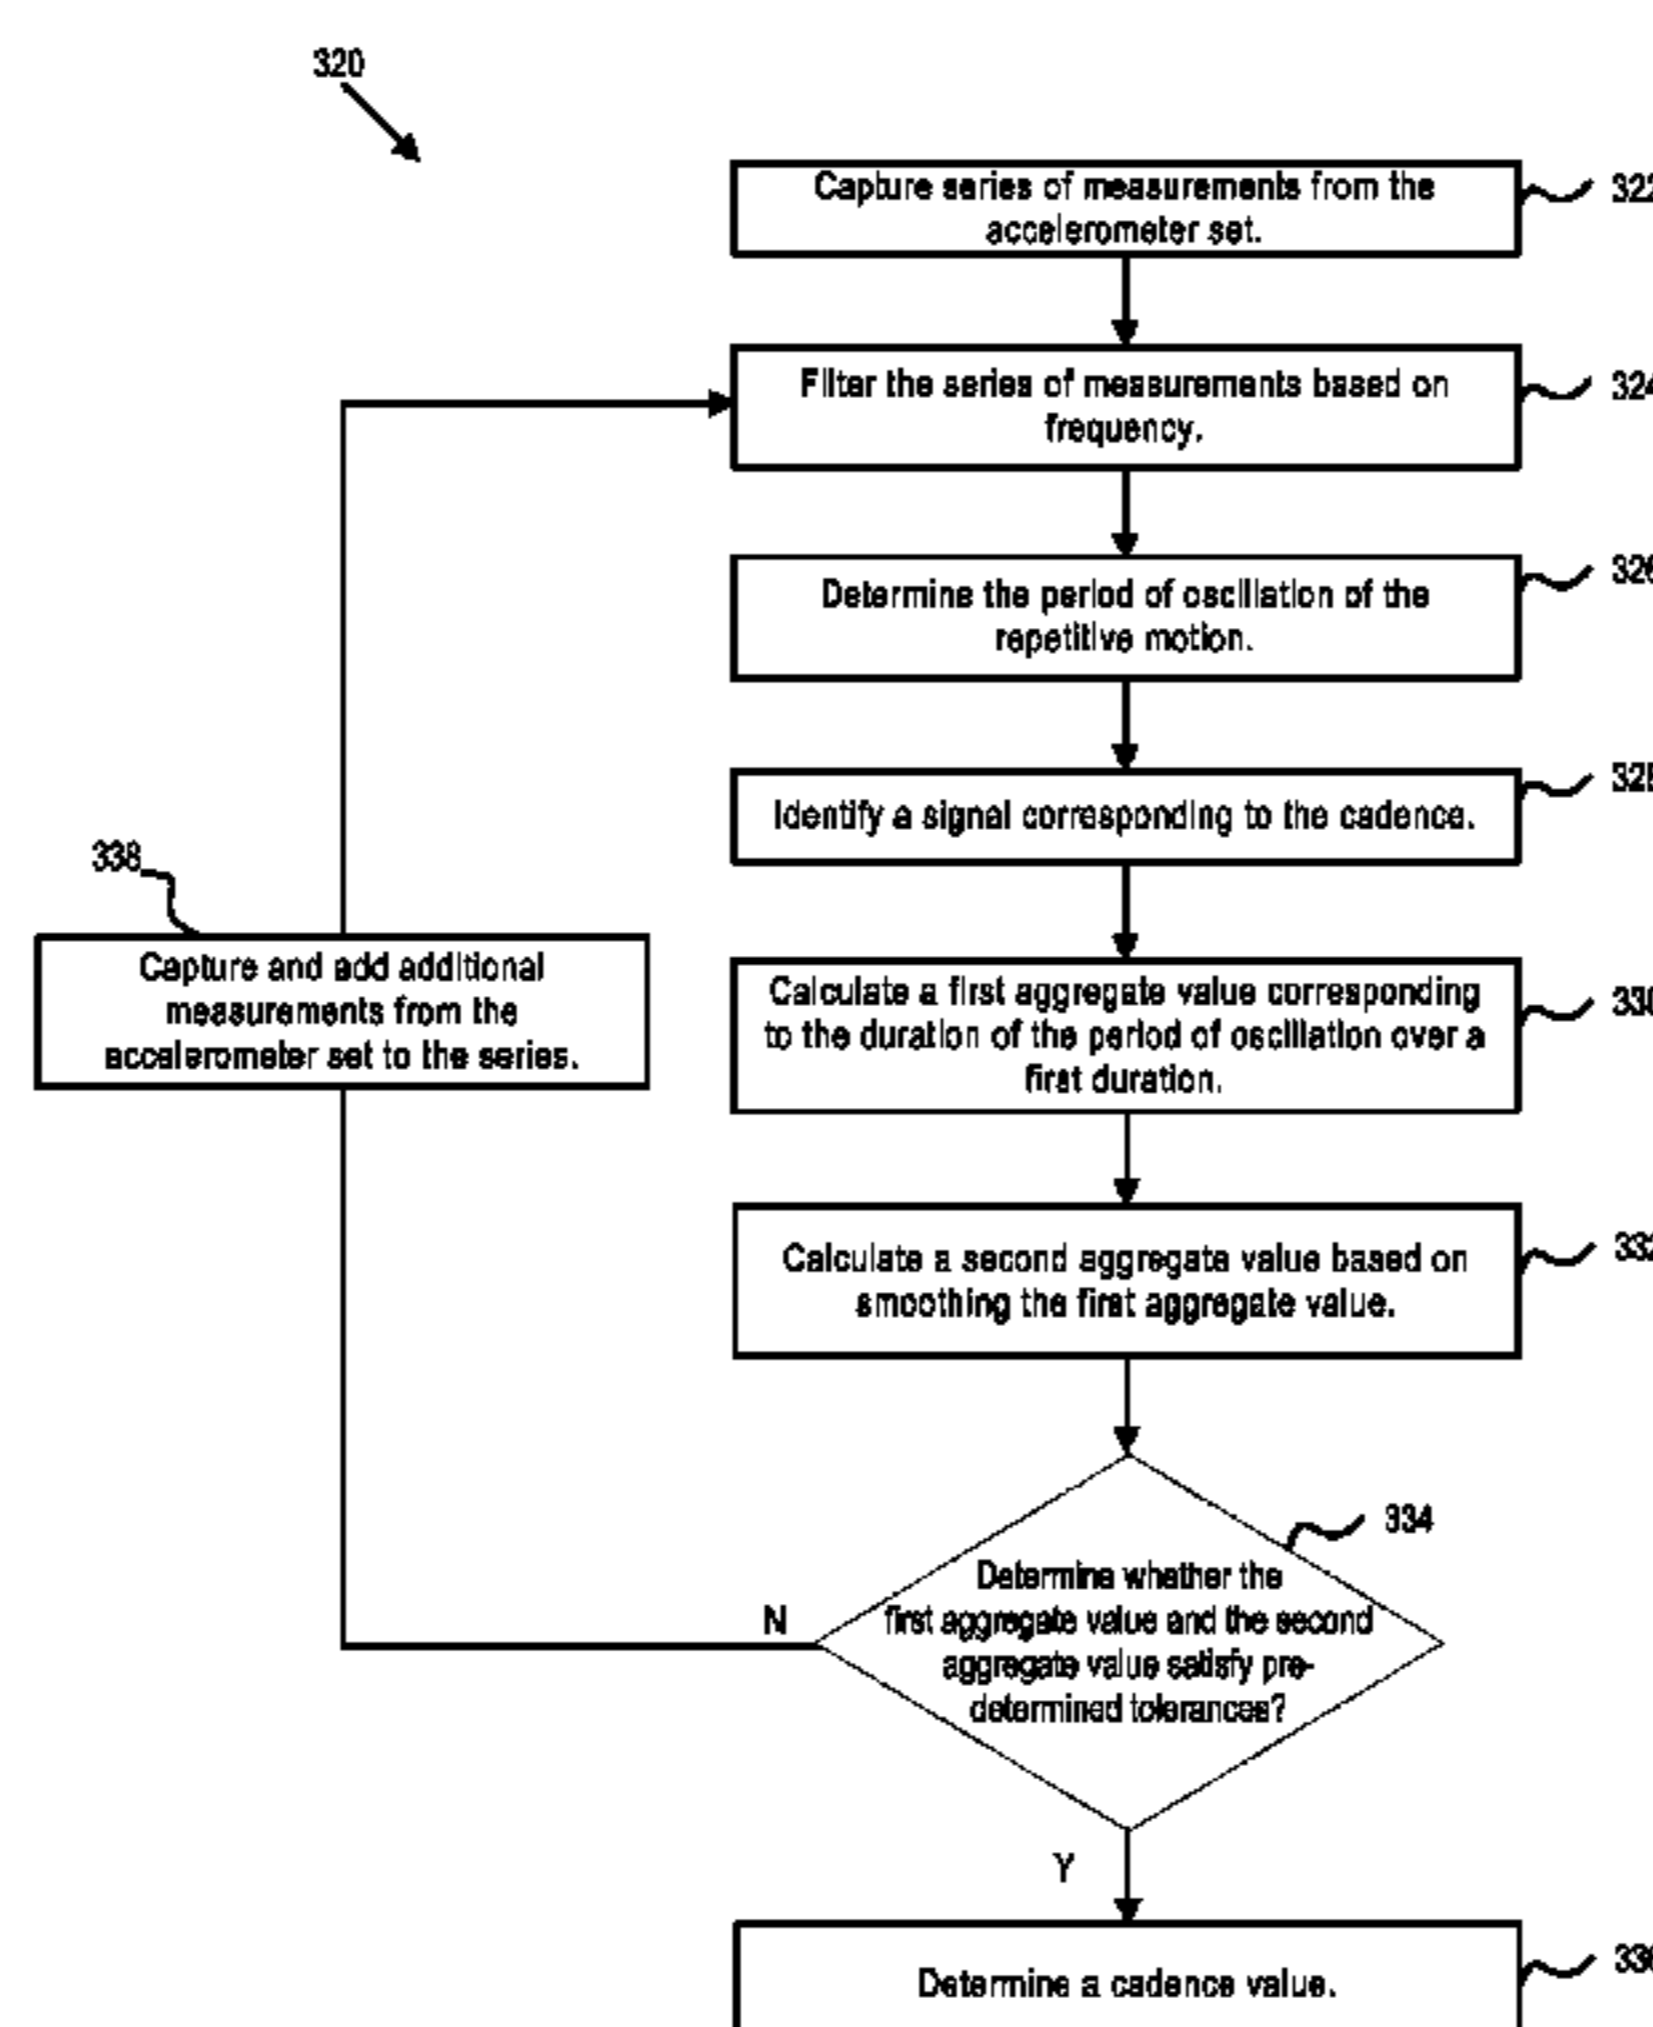 320
Capture series of measurements from the
accelerometer set.
322
Filter the series of measurements based on
frequency.
324
Determine the period of oscillation of the
repetitive motion.
Identify a signal corresponding to the cadence.
338
Capture and add additional
measurements from the
accelerometer set to the series.
Calculate a first aggregate value corresponding
to the duration of the period of oscillation over a
first duration.
Calculate a second aggregate value based on
smoothing the first aggregate value.
332
334
Determine whether the
first aggregate value and the second
aggregate value satisfy pre-
determined tolerances?
N
Y
Determine a cadence value.